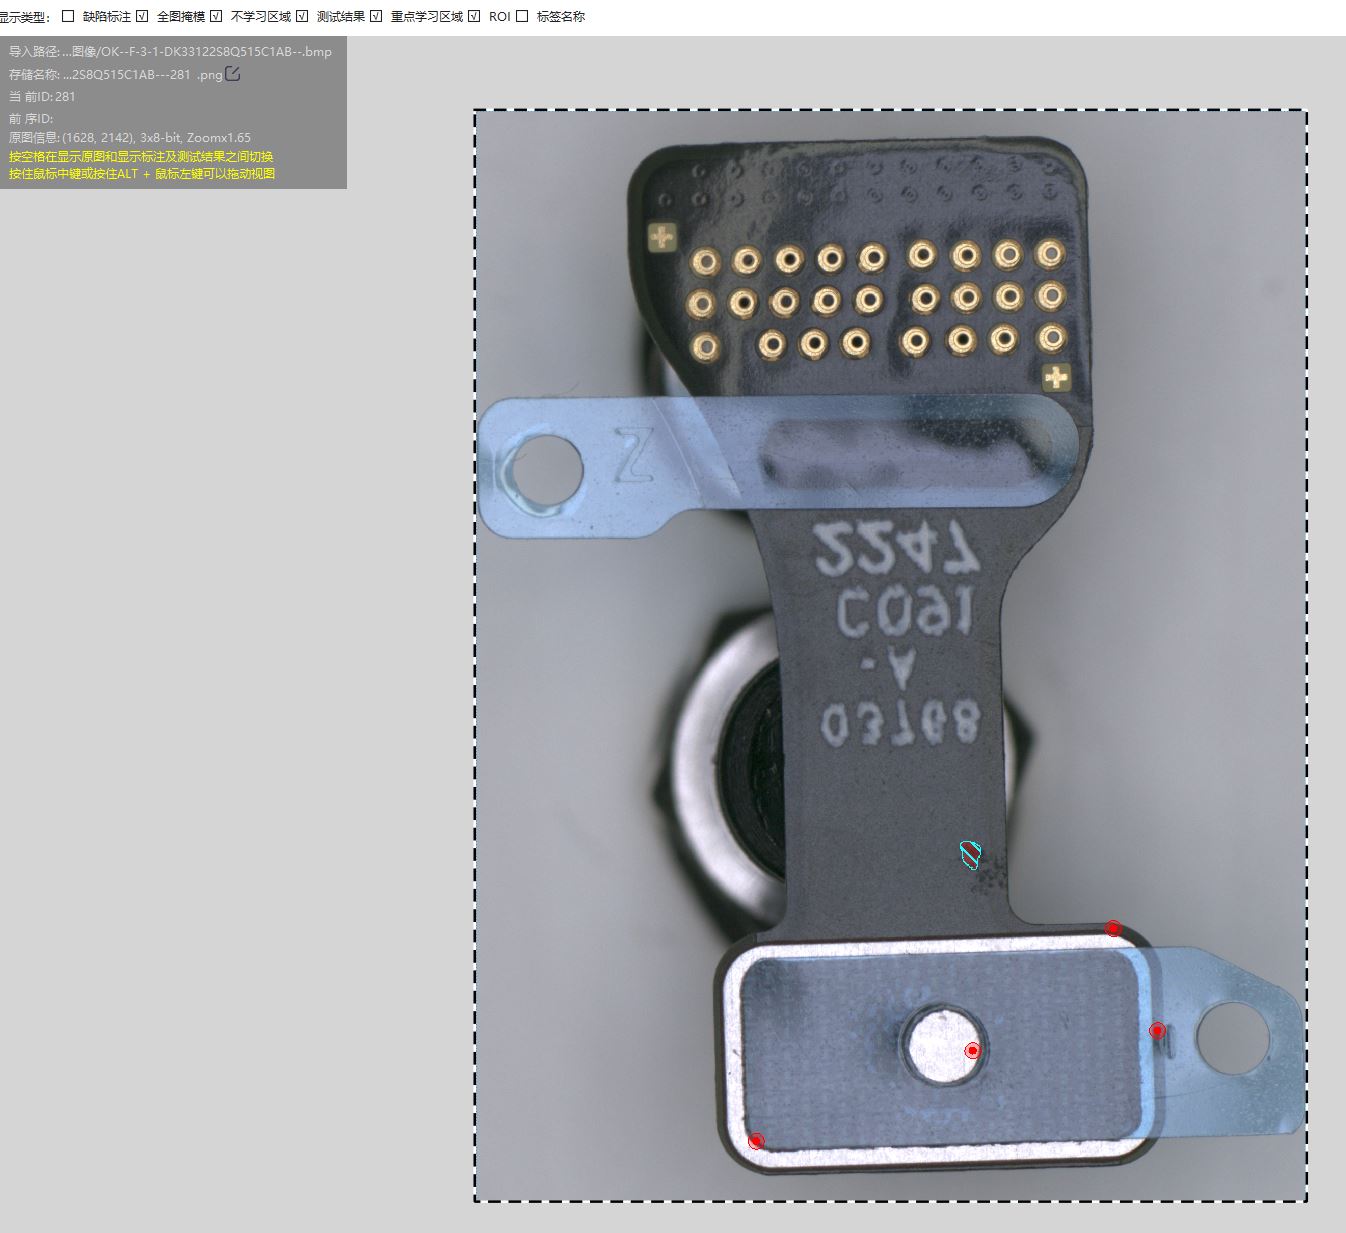 显示类型： 缺陷标注 全图掩模 不学习区域 测试结果 重点学习区域 ROI 标签名称
导入路径: ...图像/OK--F-3-1-DK33122S8Q515C1AB--.bmp
存储名称: ...2S8Q515C1AB---281 .png
当 前ID: 281
前 序ID:
原图信息: (1628, 2142), 3x8-bit, Zoomx1.65
按空格在显示原图和显示标注及测试结果之间切换
按住鼠标中键或按住ALT + 鼠标左键可以拖动视图
Z
2247
C091
-A
03768